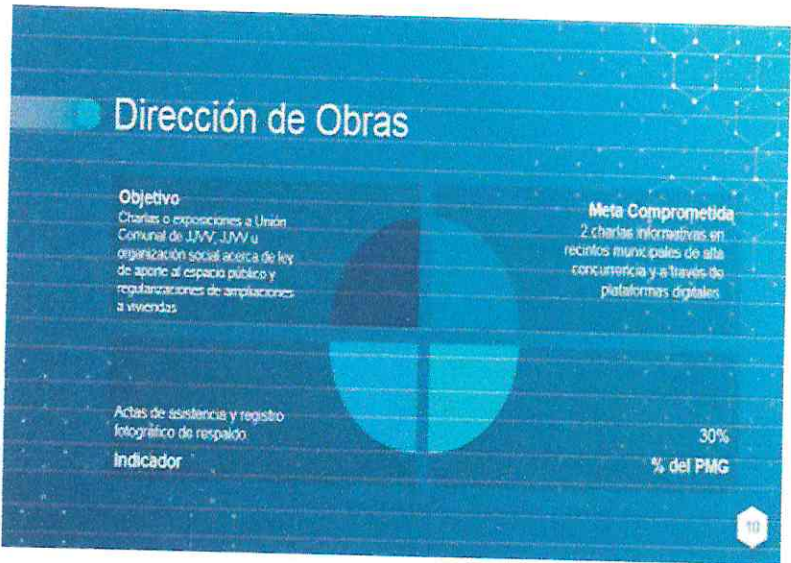 Dirección de Obras
Objetivo
Charlas o exposiciones a Unión
Comunal de JJVV, JJVV u
organización social acerca de ley
de aporte al espacio público y
regularizaciones de ampliaciones
a viviendas
Meta Comprometida
2 charlas informativas en
recintos municipales de alta
concurrencia y a través de
plataformas digitales
Actas de asistencia y registro
fotográfico de respaldo
Indicador
30%
% del PMG
10